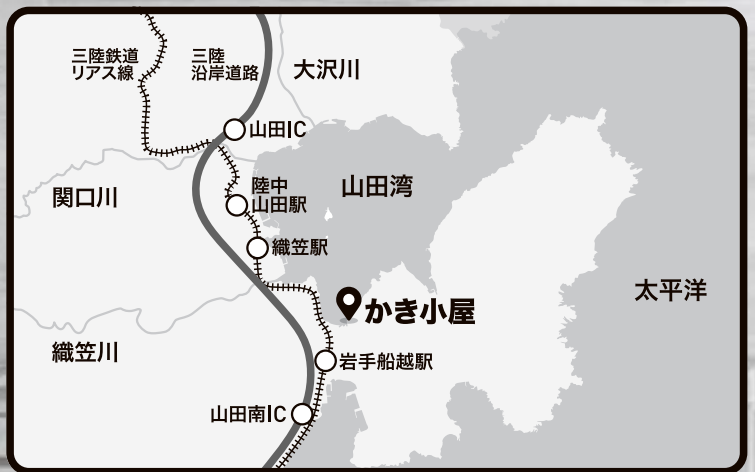 三陸鉄道
リアス線
三陸
沿岸道路
大沢川
山田IC
関口川
陸中
山田駅
山田湾
織笠駅
太平洋
かき小屋
織笠川
岩手船越駅
山田南IC